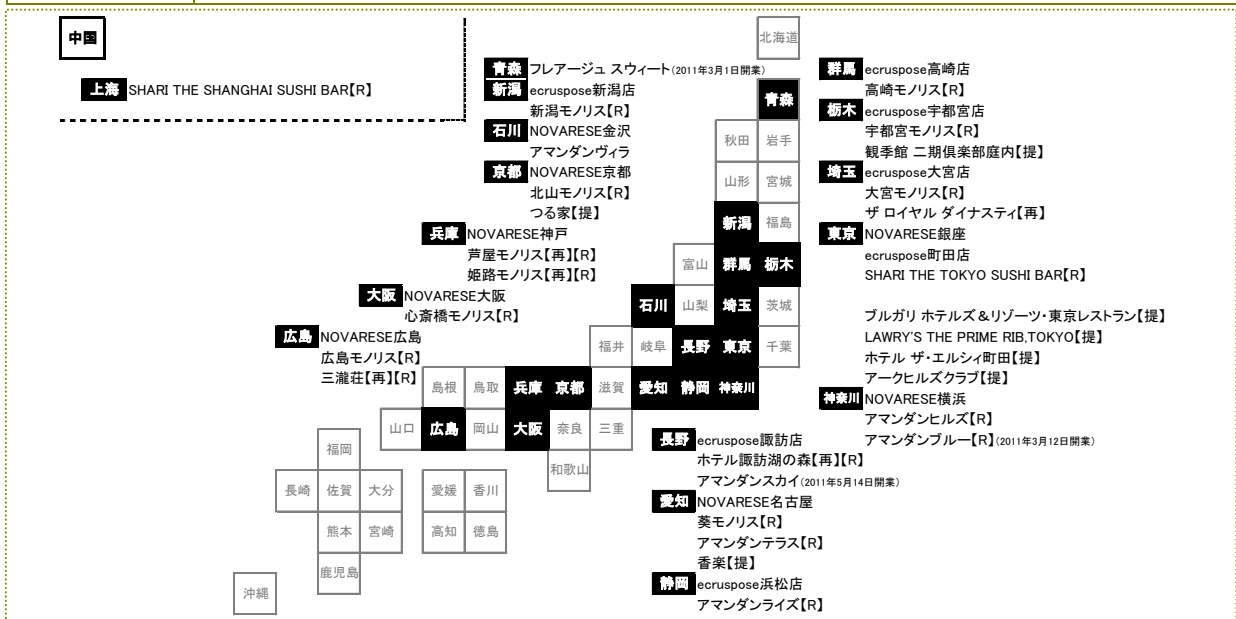 中国
上海 SHARI THE SHANGHAI SUSHI BAR【R】
青森 フレアージュ スウィート(2011年3月1日開業)
新潟 ecruspose新潟店
新潟モノリス【R】
石川 NOVARESE金沢
アマンダンヴィラ
京都 NOVARESE京都
北山モノリス【R】
つる家【提】
兵庫 NOVARESE神戸
芦屋モノリス【再】【R】
姫路モノリス【再】【R】
大阪 NOVARESE大阪
心斎橋モノリス【R】
広島 NOVARESE広島
広島モノリス【R】
三瀧荘【再】【R】
群馬 ecruspose高崎店
高崎モノリス【R】
栃木 ecruspose宇都宮店
宇都宮モノリス【R】
観季館 二期倶楽部庭内【提】
埼玉 ecruspose大宮店
大宮モノリス【R】
ザ ロイヤル ダイナスティ【再】
東京 NOVARESE銀座
ecruspose町田店
SHARI THE TOKYO SUSHI BAR【R】
ブルガリ ホテルズ&リゾーツ・東京レストラン【提】
LAWRY'S THE PRIME RIB,TOKYO【提】
ホテル ザ・エルシィ町田【提】
アークヒルズクラブ【提】
神奈川 NOVARESE横浜
アマンダンヒルズ【R】
アマンダンブルー【R】(2011年3月12日開業)
長野 ecruspose諏訪店
ホテル諏訪湖の森【再】【R】
アマンダンスカイ(2011年5月14日開業)
愛知 NOVARESE名古屋
葵モノリス【R】
アマンダンテラス【R】
香楽【提】
静岡 ecruspose浜松店
アマンダンライズ【R】
北海道
青森
秋田 岩手
山形 宮城
新潟 福島
富山 群馬 栃木
石川 山梨 埼玉 茨城
福井 岐阜 長野 東京 千葉
島根 鳥取 兵庫 京都 滋賀 愛知 静岡 神奈川
山口 広島 岡山 大阪 奈良 三重
福岡 和歌山
長崎 佐賀 大分 愛媛 香川
熊本 宮崎 高知 徳島
鹿児島
沖縄